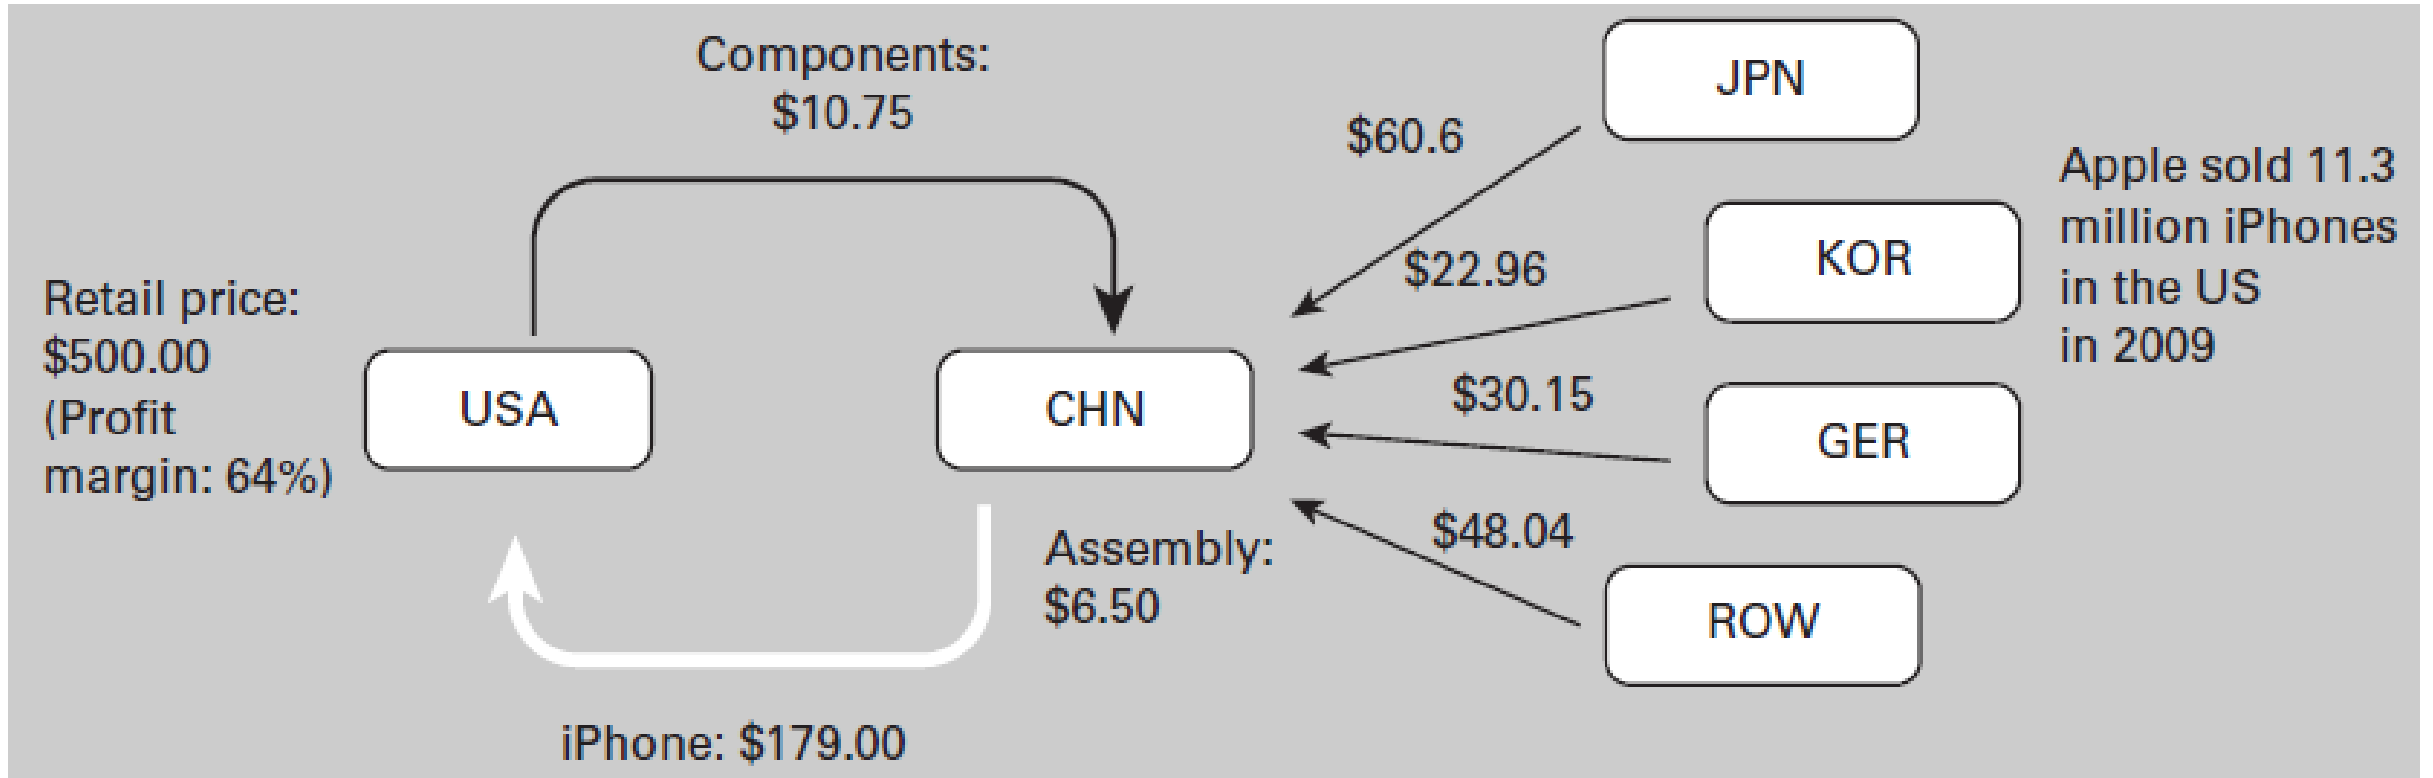 Components:
$10.75
JPN
$60.6
Apple sold 11.3
million iPhones
in the US
in 2009
KOR
$22.96
Retail price:
$500.00
(Profit
margin: 64%)
USA
CHN
$30.15
GER
$48.04
Assembly:
$6.50
ROW
iPhone: $179.00